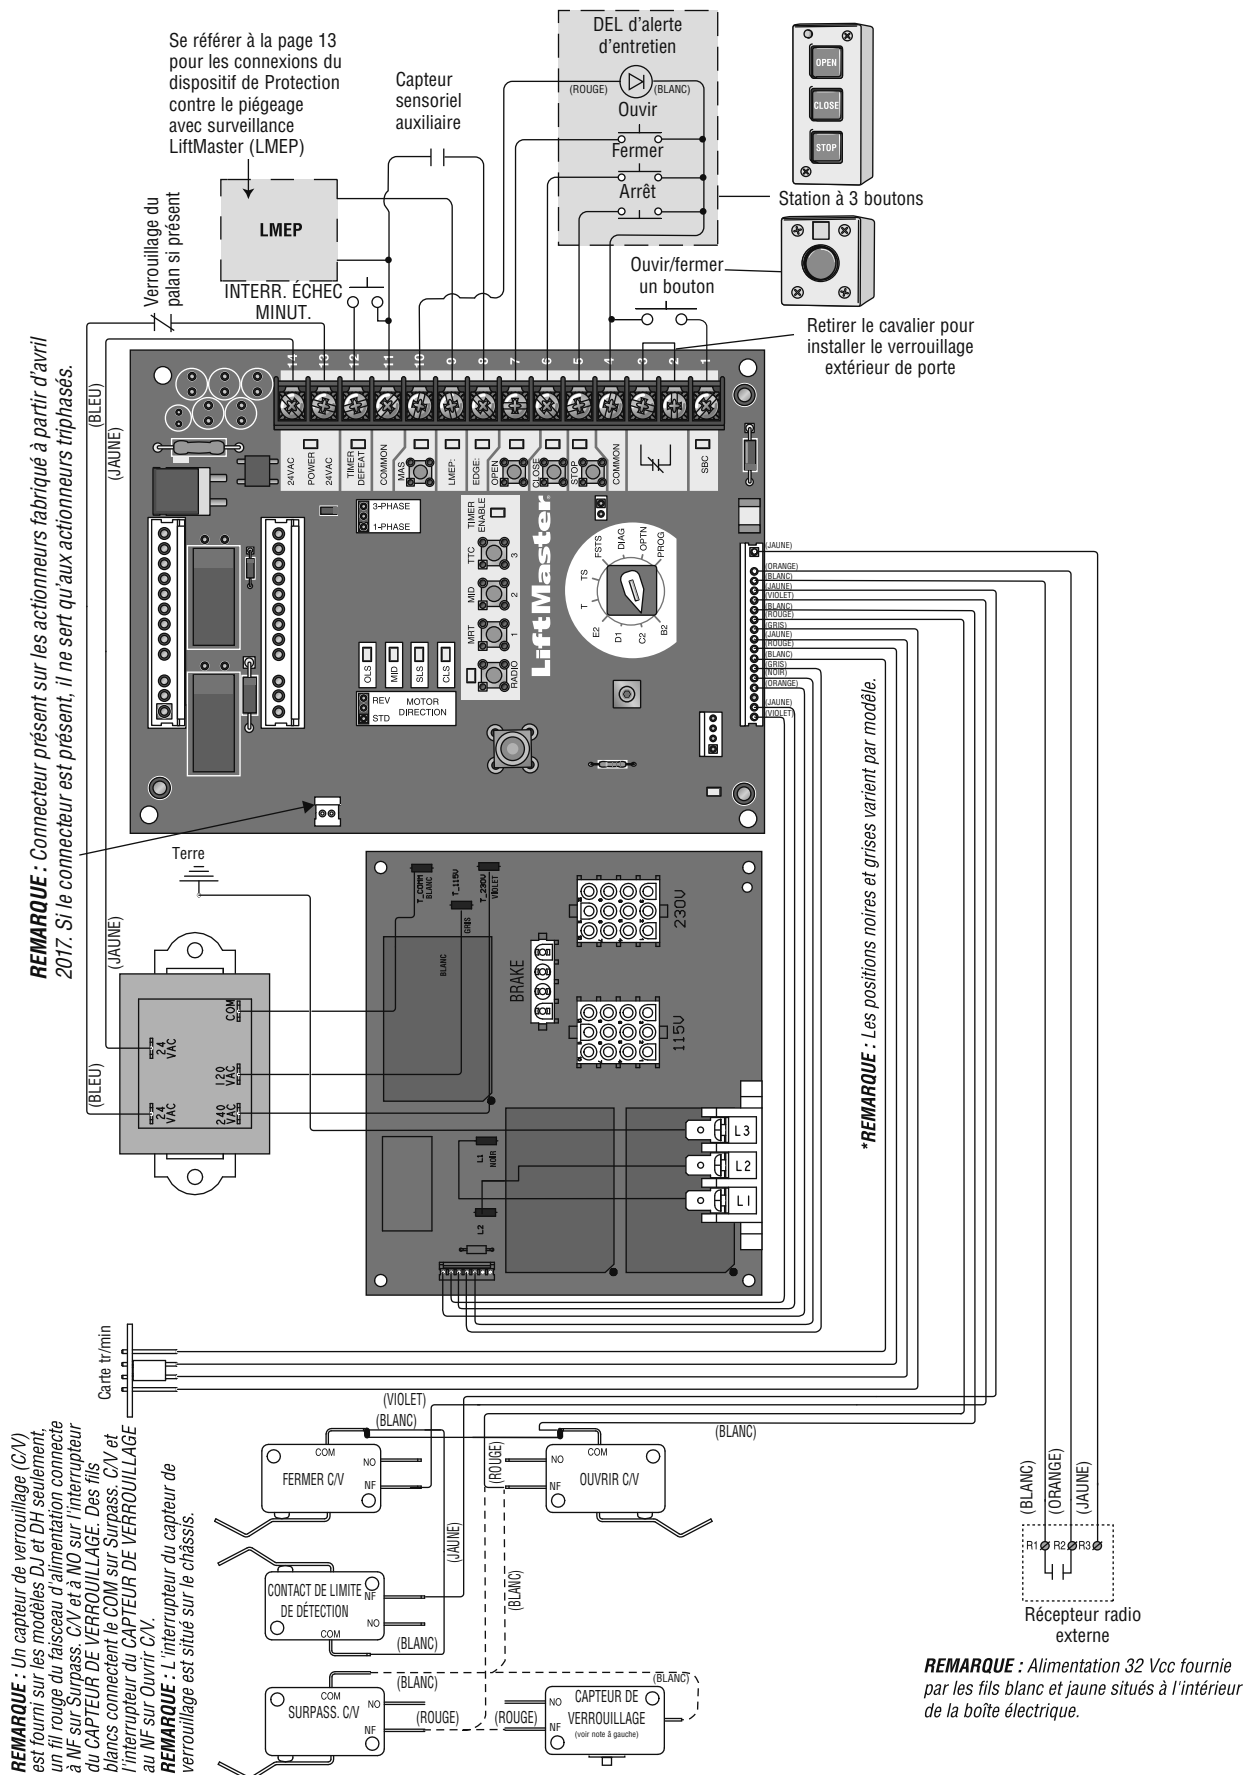 Se référer à la page 13
pour les connexions du
dispositif de Protection
contre le piégeage
avec surveillance
LiftMaster (LMEP)
Capteur
sensoriel
auxiliaire
DEL d'alerte
d'entretien
(ROUGE)
(BLANC)
Ouvrir
Fermer
Arrêt
OPEN
CLOSE
STOP
Station à 3 boutons
Ouvrir/fermer
un bouton
Retirer le cavalier pour
installer le verrouillage
extérieur de porte
LMEP
INTERR. ÉCHEC
MINUT.
Verrouillage du
palan si présent
REMARQUE : Connecteur présent sur les actionneurs fabriqué à partir d'avril
2017. Si le connecteur est présent, il ne sert qu'aux actionneurs triphasés.
(BLEU)
(JAUNE)
14
13
12
11
10
9
8
7
6
5
4
3
2
1
24VAC
POWER
24VAC
TIMER
DEFEAT
COMMON
MAS
LMEP:
EDGE:
OPEN
CLOSE
STOP
COMMON
SBC
3-PHASE
1-PHASE
TIMER
ENABLE
TTC
3
MID
2
MRT
1
RADIO
LiftMaster
OLS
MID
SLS
CLS
REV
STD
MOTOR
DIRECTION
E2
T
TS
FSTS
DIAG
OPTN
PROG
B2
C2
D1
(JAUNE)
(ORANGE)
(BLANC)
(JAUNE)
(VIOLET)
(BLANC)
(ROUGE)
(GRIS)
(JAUNE)
(ROUGE)
(BLANC)
(GRIS)
(NOIR)
(ORANGE)
(JAUNE)
(VIOLET)
*REMARQUE : Les positions noires et grises varient par modèle.
Terre
(JAUNE)
(BLEU)
COM
24
VAC
120
VAC
24
VAC
240
VAC
T_COMM
BLANC
T_115V
GRIS
T_230V
VIOLET
BLANC
BRAKE
230V
115V
L3
L2
L1
L1
NOIR
L2
Carte tr/min
(VIOLET)
(BLANC)
(BLANC)
COM
NO
NF
FERMER C/V
(ROUGE)
COM
NO
NF
OUVRIR C/V
(JAUNE)
CONTACT DE LIMITE
DE DÉTECTION
NF
NO
COM
(BLANC)
(BLANC)
COM
NO
NF
SURPASS. C/V
(BLANC)
(ROUGE)
(ROUGE)
(BLANC)
CAPTEUR DE
VERROUILLAGE
(voir note à gauche)
COM
NO
NF
REMARQUE : Un capteur de verrouillage (C/V)
est fourni sur les modèles DJ et DH seulement,
un fil rouge du faisceau d'alimentation connecte
à NF sur Surpass. C/V et à NO sur l'interrupteur
du CAPTEUR DE VERROUILLAGE. Des fils
blancs connectent le COM sur Surpass. C/V et
l'interrupteur du CAPTEUR DE VERROUILLAGE
au NF sur Ouvrir C/V.
REMARQUE : L'interrupteur du capteur de
verrouillage est situé sur le châssis.
(BLANC)
(ORANGE)
(JAUNE)
R1
R2
R3
Récepteur radio
externe
REMARQUE : Alimentation 32 Vcc fournie
par les fils blanc et jaune situés à l'intérieur
de la boîte électrique.